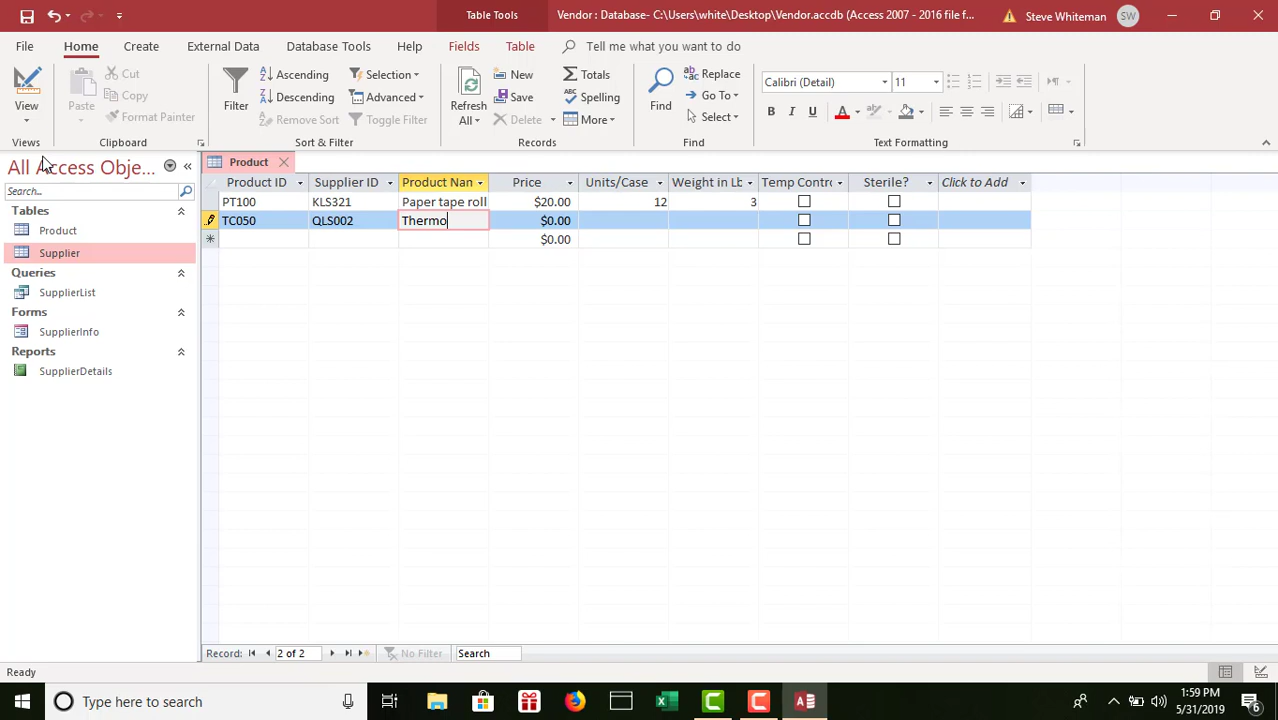 Table Tools
Vendor : Database- C:\Users\white\Desktop\Vendor.accdb (Access 2007 - 2016 file f...
Steve Whiteman
SW
File
Home
Create
External Data
Database Tools
Help
Fields
Table
Tell me what you want to do
View
Views
Paste
Cut
Copy
Format Painter
Clipboard
Filter
Ascending
Descending
Remove Sort
Selection
Advanced
Toggle Filter
Sort & Filter
Refresh
All
New
Save
Delete
Totals
Spelling
More
Records
Find
Replace
Go To
Select
Find
Calibri (Detail)
11
B I U
A
Text Formatting
All Access Obje...
Search...
Tables
Product
Supplier
Queries
SupplierList
Forms
SupplierInfo
Reports
SupplierDetails
Product
Product ID Supplier ID Product Nan Price Units/Case Weight in Lb Temp Contro Sterile? Click to Add
PT100 KLS321 Paper tape roll $20.00 12 3
TC050 QLS002 Thermo $0.00
$0.00
Record: 2 of 2 No Filter Search
Ready
Type here to search
1:59 PM
5/31/2019
6